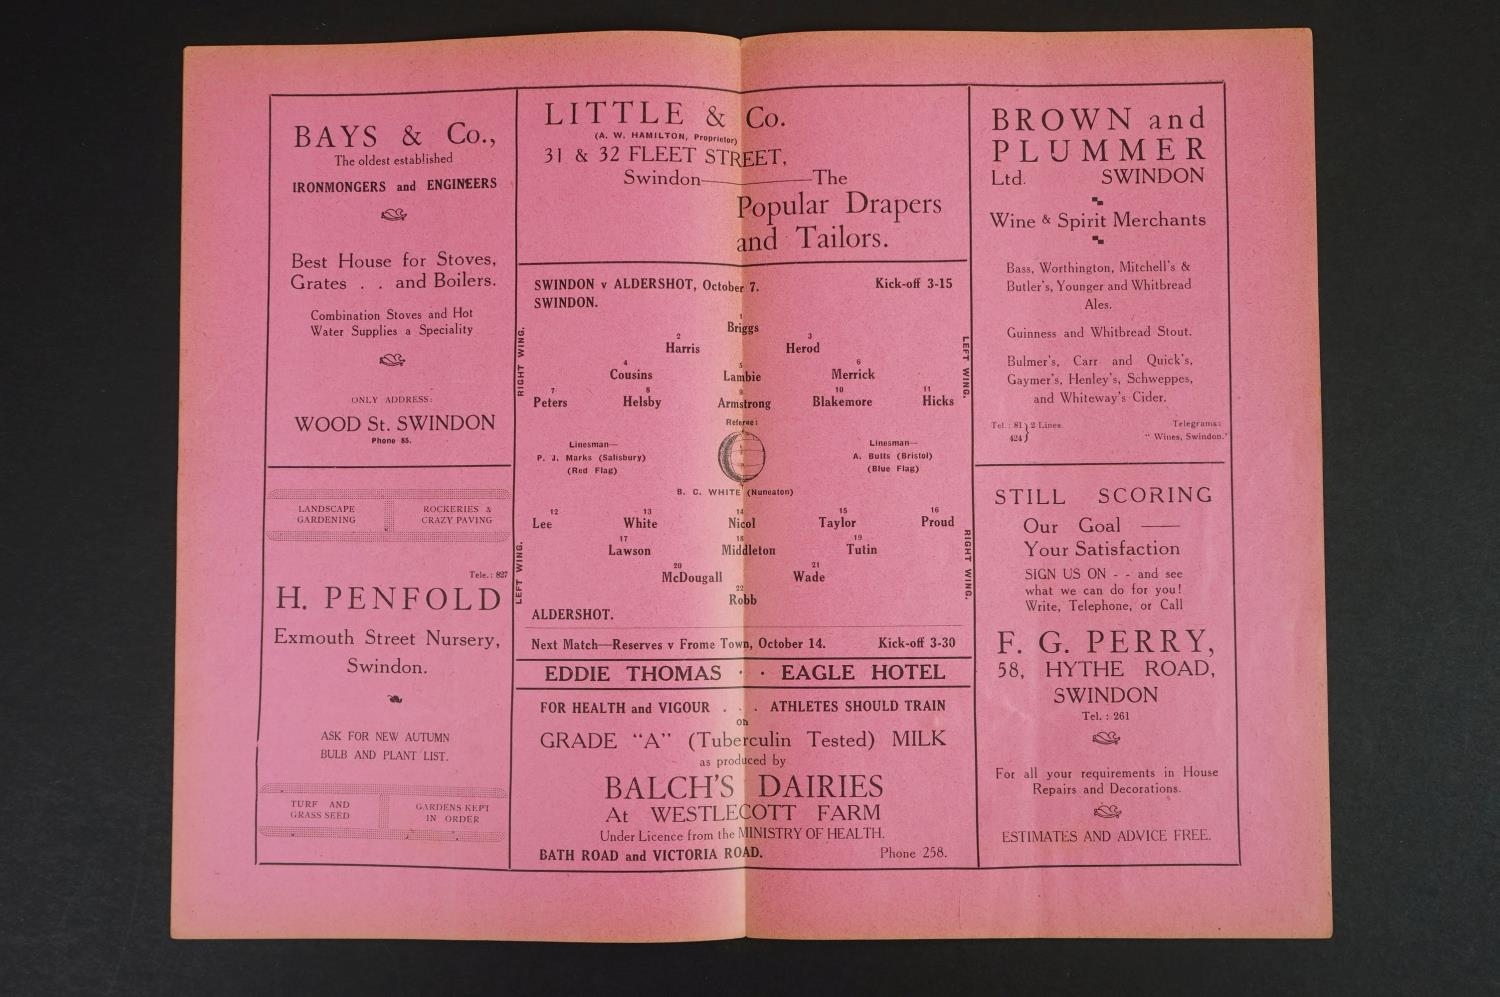 BAYS & Co.,
The oldest established
IRONMONGERS and ENGINEERS
Best House for Stoves,
Grates . . and Boilers.
Combination Stoves and Hot
Water Supplies a Speciality
ONLY ADDRESS:
WOOD St. SWINDON
Phone 85.
LANDSCAPE GARDENING
ROCKERIES & CRAZY PAVING
Tele.: 827
H. PENFOLD
Exmouth Street Nursery,
Swindon.
ASK FOR NEW AUTUMN
BULB AND PLANT LIST.
TURF AND GRASS SEED
GARDENS KEPT IN ORDER
LITTLE & Co.
(A. W. HAMILTON, Proprietor)
31 & 32 FLEET STREET,
Swindon——The
Popular Drapers
and Tailors.
SWINDON v ALDERSHOT, October 7. Kick-off 3-15
SWINDON.
RIGHT WING.
LEFT WING.
1
Briggs
2 3
Harris Herod
4 5 6
Cousins Lambie Merrick
7 8 9 10 11
Peters Helsby Armstrong Blakemore Hicks
Referee:
Linesman— Linesman—
P. J. Marks (Salisbury) A. Butts (Bristol)
(Red Flag) (Blue Flag)
B. C. WHITE (Nuneaton)
12 13 14 15 16
Lee White Nicol Taylor Proud
17 18 19
Lawson Middleton Tutin
20 21
McDougall Wade
22
Robb
LEFT WING.
RIGHT WING.
ALDERSHOT.
Next Match—Reserves v Frome Town, October 14. Kick-off 3-30
EDDIE THOMAS · · EAGLE HOTEL
FOR HEALTH and VIGOUR . . . ATHLETES SHOULD TRAIN
on
GRADE "A" (Tuberculin Tested) MILK
as produced by
BALCH'S DAIRIES
At WESTLECOTT FARM
Under Licence from the MINISTRY OF HEALTH.
BATH ROAD and VICTORIA ROAD. Phone 258.
BROWN and
PLUMMER
Ltd. SWINDON
Wine & Spirit Merchants
Bass, Worthington, Mitchell's &
Butler's, Younger and Whitbread
Ales.
Guinness and Whitbread Stout.
Bulmer's, Carr and Quick's,
Gaymer's, Henley's, Schweppes,
and Whiteway's Cider.
Tel. : 81 } 2 Lines. Telegrams:
424 } "Wines, Swindon."
STILL SCORING
Our Goal ——
Your Satisfaction
SIGN US ON - - and see
what we can do for you!
Write, Telephone, or Call
F. G. PERRY,
58, HYTHE ROAD,
SWINDON
Tel. : 261
For all your requirements in House
Repairs and Decorations.
ESTIMATES AND ADVICE FREE.